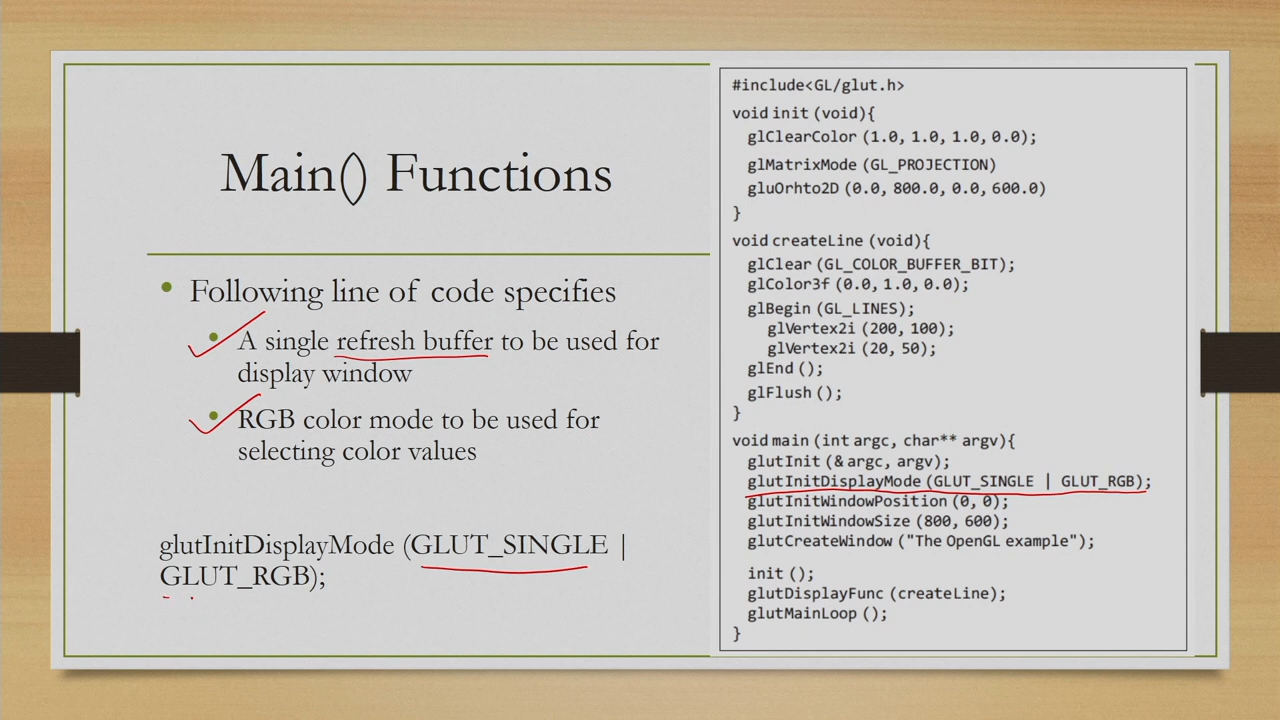 Main() Functions
Following line of code specifies
A single refresh buffer to be used for
display window
RGB color mode to be used for
selecting color values
glutInitDisplayMode (GLUT_SINGLE |
GLUT_RGB);
#include<GL/glut.h>
void init (void){
glClearColor (1.0, 1.0, 1.0, 0.0);
glMatrixMode (GL_PROJECTION)
gluOrhto2D (0.0, 800.0, 0.0, 600.0)
}
void createLine (void){
glClear (GL_COLOR_BUFFER_BIT);
glColor3f (0.0, 1.0, 0.0);
glBegin (GL_LINES);
glVertex2i (200, 100);
glVertex2i (20, 50);
glEnd ();
glFlush ();
}
void main (int argc, char** argv){
glutInit (& argc, argv);
glutInitDisplayMode (GLUT_SINGLE | GLUT_RGB);
glutInitWindowPosition (0, 0);
glutInitWindowSize (800, 600);
glutCreateWindow ("The OpenGL example");
init ();
glutDisplayFunc (createLine);
glutMainLoop ();
}